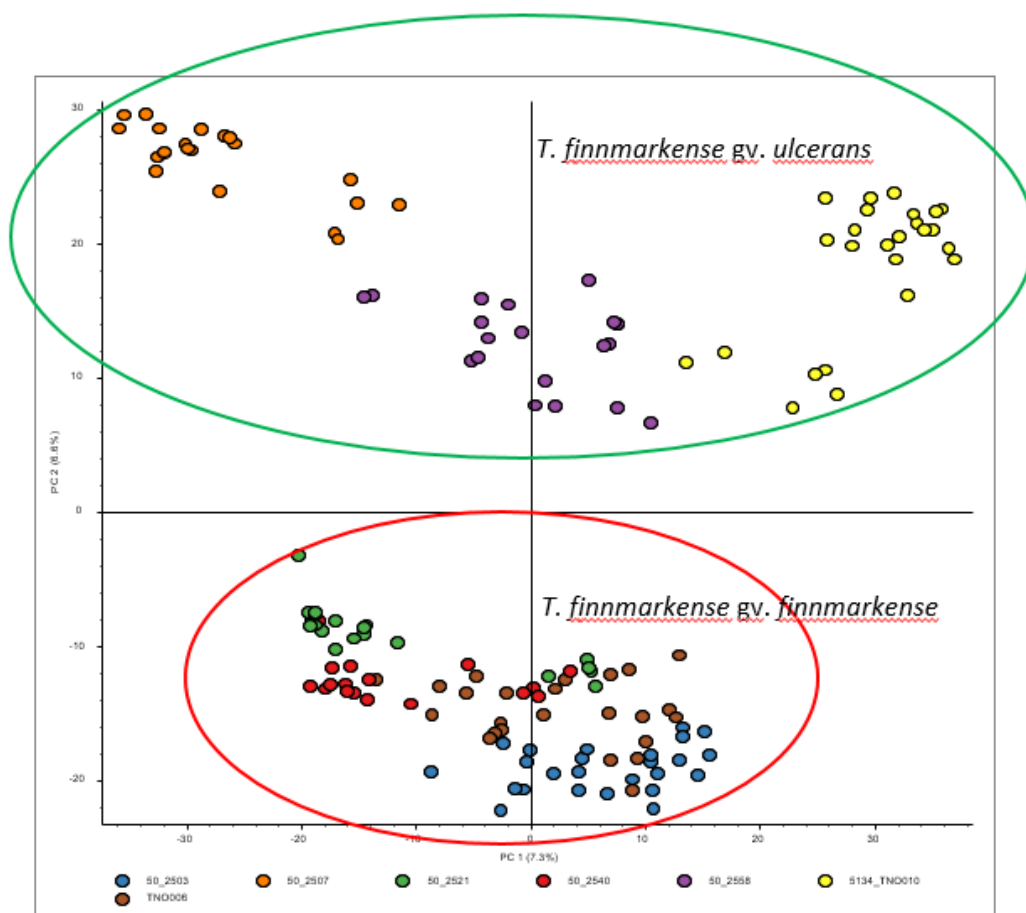 30
T. finnmarkense gv. ulcerans
20
10
PC 2 (6.6%)
0
T. finnmarkense gv. finnmarkense
-10
-20
-30 -20 -10 0 10 20 30
PC 1 (7.3%)
50_2503 50_2507 50_2521 50_2540 50_2558 5134_TNO010
TNO006